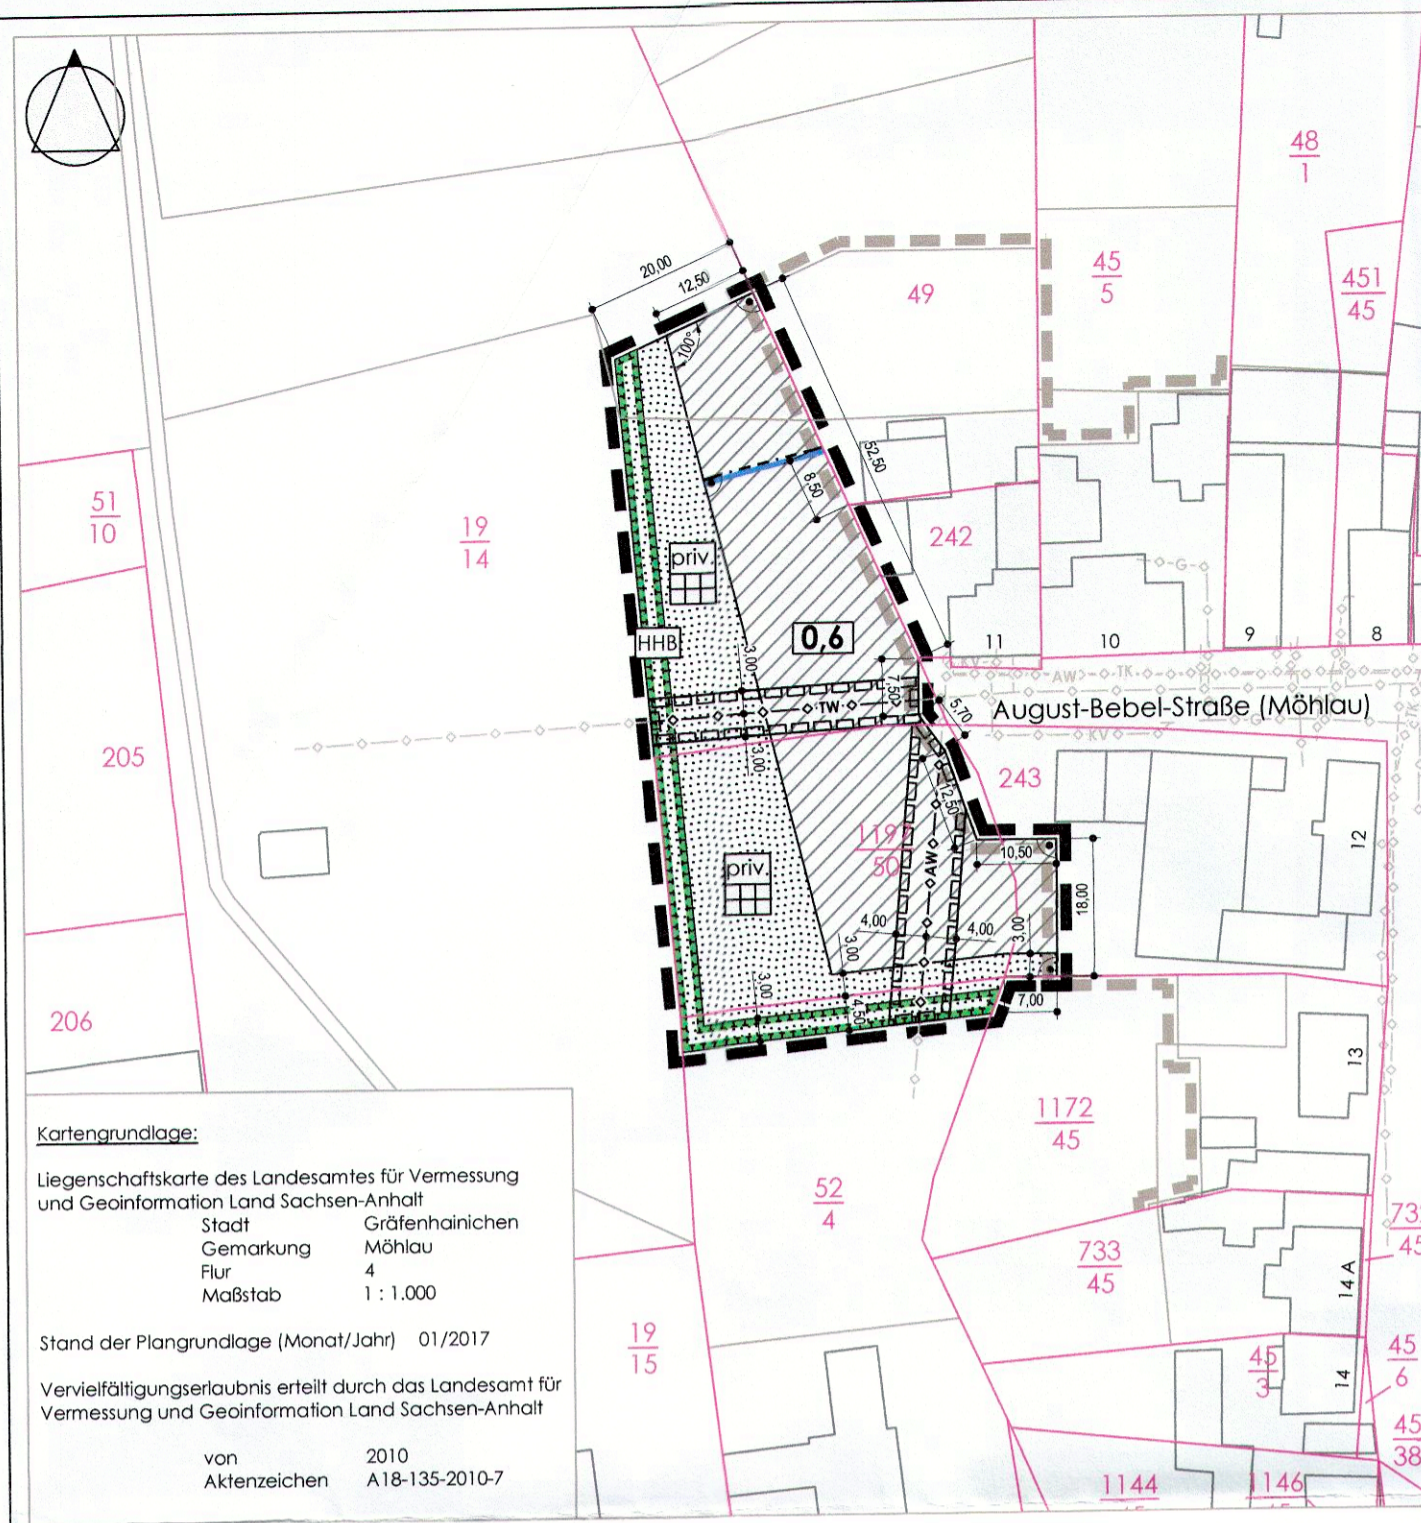 48
1
20,00
12,50
49
45
5
451
45
100°
52,50
8,50
51
10
19
14
242
priv.
G
HHB
0,6
11
10
9
8
3,00
7,50
KV
AW
TK
TW
5,70
August-Bebel-Straße (Möhlau)
G
KV
TK
205
3,00
243
12,50
1197
50
10,50
12
priv.
AW
18,00
4,00
4,00
3,00
3,00
3,00
4,50
7,00
206
13
1172
45
Kartengrundlage:
Liegenschaftskarte des Landesamtes für Vermessung
und Geoinformation Land Sachsen-Anhalt
Stadt Gräfenhainichen
Gemarkung Möhlau
Flur 4
Maßstab 1 : 1.000
Stand der Plangrundlage (Monat/Jahr) 01/2017
Vervielfältigungserlaubnis erteilt durch das Landesamt für
Vermessung und Geoinformation Land Sachsen-Anhalt
von 2010
Aktenzeichen A18-135-2010-7
52
4
733
45
14 A
19
15
45
3
14
45
6
45
38
1144
1146